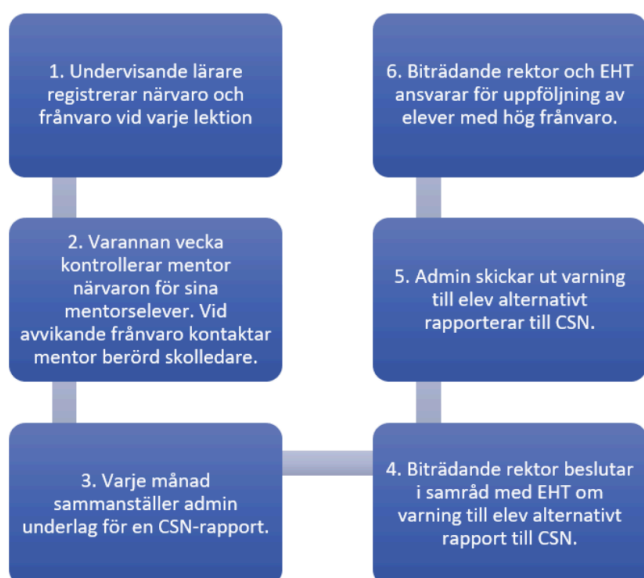 1. Undervisande lärare
registrerar närvaro och
frånvaro vid varje lektion
2. Varannan vecka
kontrollerar mentor
närvaron för sina
mentorselever. Vid
avvikande frånvaro kontaktar
mentor berörd skolledare.
3. Varje månad
sammanställer admin
underlag för en CSN-rapport.
4. Biträdande rektor beslutar
i samråd med EHT om
varning till elev alternativt
rapport till CSN.
5. Admin skickar ut varning
till elev alternativt
rapporterar till CSN.
6. Biträdande rektor och EHT
ansvarar för uppföljning av
elever med hög frånvaro.